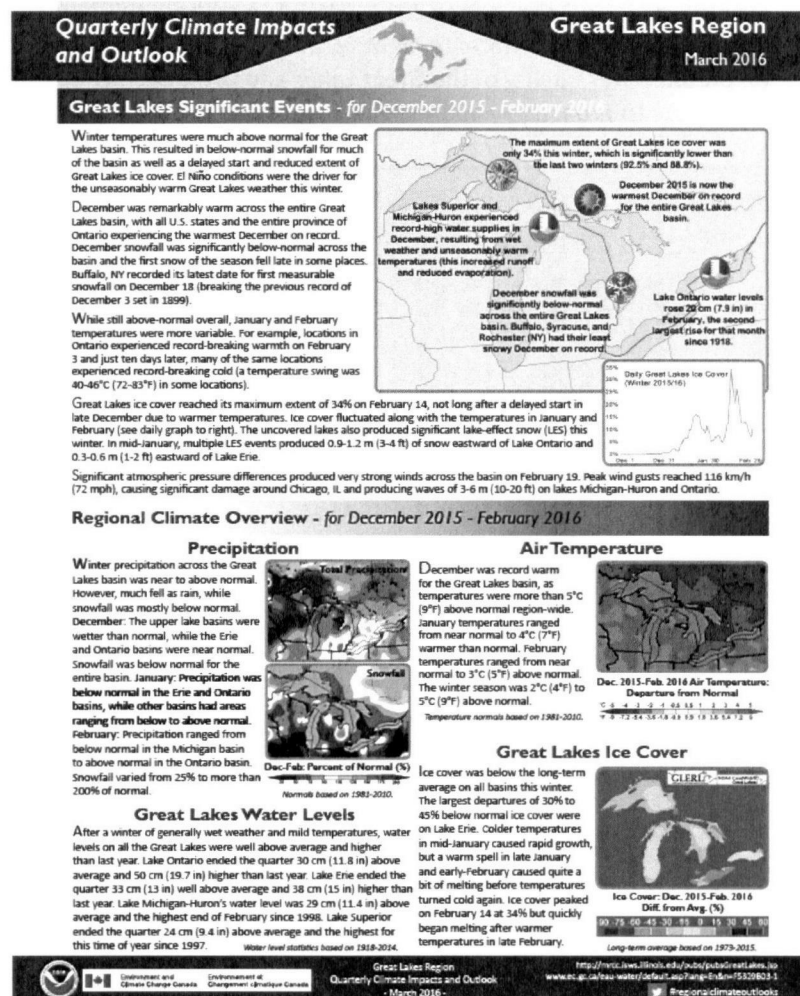 Quarterly Climate Impacts
and Outlook
Great Lakes Region
March 2016
Great Lakes Significant Events - for December 2015 - February 2016
Winter temperatures were much above normal for the Great
Lakes basin. This resulted in below-normal snowfall for much
of the basin as well as a delayed start and reduced extent of
Great Lakes ice cover. El Niño conditions were the driver for
the unseasonably warm Great Lakes weather this winter.
December was remarkably warm across the entire Great
Lakes basin, with all U.S. states and the entire province of
Ontario experiencing the warmest December on record.
December snowfall was significantly below-normal across the
basin and the first snow of the season fell late in some places.
Buffalo, NY recorded its latest date for first measurable
snowfall on December 18 (breaking the previous record of
December 3 set in 1899).
While still above-normal overall, January and February
temperatures were more variable. For example, locations in
Ontario experienced record-breaking warmth on February
3 and just ten days later, many of the same locations
experienced record-breaking cold (a temperature swing was
40-46°C (72-83°F) in some locations).
The maximum extent of Great Lakes ice cover was
only 34% this winter, which is significantly lower than
the last two winters (92.5% and 88.8%).
December 2015 is now the
warmest December on record
for the entire Great Lakes
basin.
Lakes Superior and
Michigan-Huron experienced
record-high water supplies in
December, resulting from wet
weather and unseasonably warm
temperatures (this increased runoff
and reduced evaporation).
December snowfall was
significantly below-normal
across the entire Great Lakes
basin. Buffalo, Syracuse, and
Rochester (NY) had their least
snowy December on record.
Lake Ontario water levels
rose 20 cm (7.9 in) in
February, the second
largest rise for that month
since 1918.
Daily Great Lakes Ice Cover
(Winter 2015/16)
Great Lakes ice cover reached its maximum extent of 34% on February 14, not long after a delayed start in
late December due to warmer temperatures. Ice cover fluctuated along with the temperatures in January and
February (see daily graph to right). The uncovered lakes also produced significant lake-effect snow (LES) this
winter. In mid-January, multiple LES events produced 0.9-1.2 m (3-4 ft) of snow eastward of Lake Ontario and
0.3-0.6 m (1-2 ft) eastward of Lake Erie.
Significant atmospheric pressure differences produced very strong winds across the basin on February 19. Peak wind gusts reached 116 km/h
(72 mph), causing significant damage around Chicago, IL and producing waves of 3-6 m (10-20 ft) on lakes Michigan-Huron and Ontario.
Regional Climate Overview - for December 2015 - February 2016
Precipitation
Winter precipitation across the Great
Lakes basin was near to above normal.
However, much fell as rain, while
snowfall was mostly below normal.
December: The upper lake basins were
wetter than normal, while the Erie
and Ontario basins were near normal.
Snowfall was below normal for the
entire basin. January: Precipitation was
below normal in the Erie and Ontario
basins, while other basins had areas
ranging from below to above normal.
February: Precipitation ranged from
below normal in the Michigan basin
to above normal in the Ontario basin.
Snowfall varied from 25% to more than
200% of normal.
Total Precipitation
Snowfall
Dec-Feb: Percent of Normal (%)
Normals based on 1981-2010.
Air Temperature
December was record warm
for the Great Lakes basin, as
temperatures were more than 5°C
(9°F) above normal region-wide.
January temperatures ranged
from near normal to 4°C (7°F)
warmer than normal. February
temperatures ranged from near
normal to 3°C (5°F) above normal.
The winter season was 2°C (4°F) to
5°C (9°F) above normal.
Temperature normals based on 1981-2010.
Dec. 2015-Feb. 2016 Air Temperature:
Departure from Normal
Great Lakes Water Levels
After a winter of generally wet weather and mild temperatures, water
levels on all the Great Lakes were well above average and higher
than last year. Lake Ontario ended the quarter 30 cm (11.8 in) above
average and 50 cm (19.7 in) higher than last year. Lake Erie ended the
quarter 33 cm (13 in) well above average and 38 cm (15 in) higher than
last year. Lake Michigan-Huron's water level was 29 cm (11.4 in) above
average and the highest end of February since 1998. Lake Superior
ended the quarter 24 cm (9.4 in) above average and the highest for
this time of year since 1997.
Water level statistics based on 1918-2014.
Great Lakes Ice Cover
Ice cover was below the long-term
average on all basins this winter.
The largest departures of 30% to
45% below normal ice cover were
on Lake Erie. Colder temperatures
in mid-January caused rapid growth,
but a warm spell in late January
and early-February caused quite a
bit of melting before temperatures
turned cold again. Ice cover peaked
on February 14 at 34% but quickly
began melting after warmer
temperatures in late February.
GLERL
Ice Cover: Dec. 2015-Feb. 2016
Diff. from Avg. (%)
90 75 60 45 30 15 0 15 30 45 60
Long-term average based on 1973-2015.
Environment and
Climate Change Canada
Environnement et
Changement climatique Canada
Great Lakes Region
Quarterly Climate Impacts and Outlook
- March 2016 -
http://mrcc.isws.illinois.edu/pubs/pubsGreatLakes.jsp
#regionalclimateoutlooks